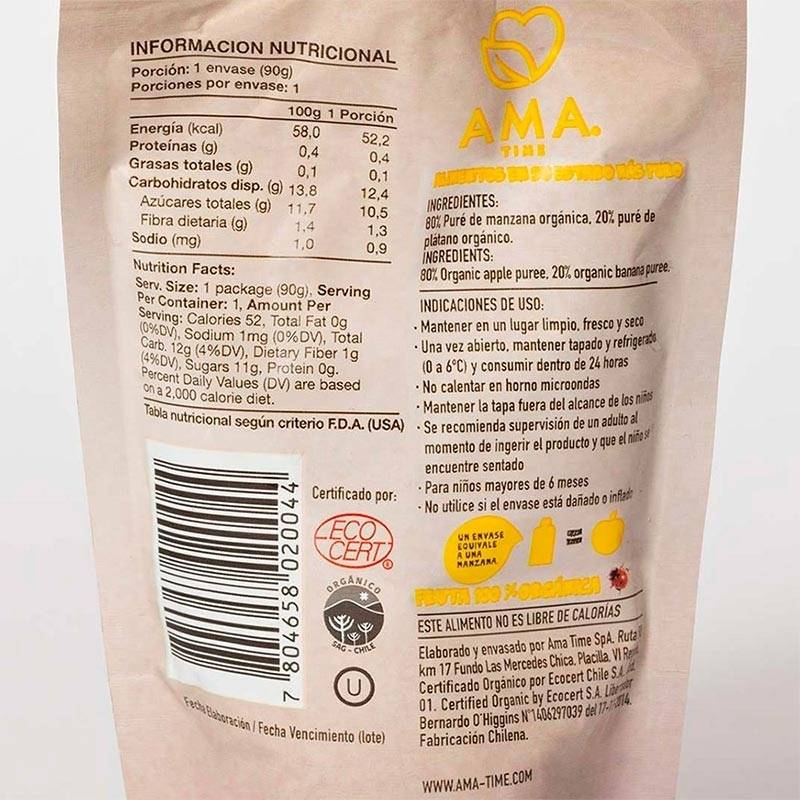 INFORMACION NUTRICIONAL
Porción: 1 envase (90g)
Porciones por envase: 1
100g 1 Porción
Energía (kcal) 58,0 52,2
Proteínas (g) 0,4 0,4
Grasas totales (g) 0,1 0,1
Carbohidratos disp. (g) 13,8 12,4
Azúcares totales (g) 11,7 10,5
Fibra dietaria (g) 1,4 1,3
Sodio (mg) 1,0 0,9
Nutrition Facts:
Serv. Size: 1 package (90g), Serving
Per Container: 1, Amount Per
Serving: Calories 52, Total Fat 0g
(0%DV), Sodium 1mg (0%DV), Total
Carb. 12g (4%DV), Dietary Fiber 1g
(4%DV), Sugars 11g, Protein 0g.
Percent Daily Values (DV) are based
on a 2,000 calorie diet.
Tabla nutricional según criterio F.D.A. (USA)
7 804658 020044
Certificado por:
ECO
CERT
ORGÁNICO
SAG - CHILE
U
Fecha Elaboración / Fecha Vencimiento (lote)
AMA.
TIME
ALIMENTOS EN SU ESTADO MÁS PURO
INGREDIENTES:
80% Puré de manzana orgánica, 20% puré de
plátano orgánico.
INGREDIENTS:
80% Organic apple puree, 20% organic banana puree.
INDICACIONES DE USO:
· Mantener en un lugar limpio, fresco y seco
· Una vez abierto, mantener tapado y refrigerado
(0 a 6°C) y consumir dentro de 24 horas
· No calentar en horno microondas
· Mantener la tapa fuera del alcance de los niños
· Se recomienda supervisión de un adulto al
momento de ingerir el producto y que el niño se
encuentre sentado
· Para niños mayores de 6 meses
· No utilice si el envase está dañado o inflado
UN ENVASE
EQUIVALE
A UNA
MANZANA
FRUTA 100% ORGÁNICA
ESTE ALIMENTO NO ES LIBRE DE CALORÍAS
Elaborado y envasado por Ama Time SpA. Ruta
km 17 Fundo Las Mercedes Chica. Placilla. VI
Certificado Orgánico por Ecocert Chile S.A.
01. Certified Organic by Ecocert S.A. Libertador
Bernardo O'Higgins N°1406297039 del
Fabricación Chilena.
WWW.AMA-TIME.COM